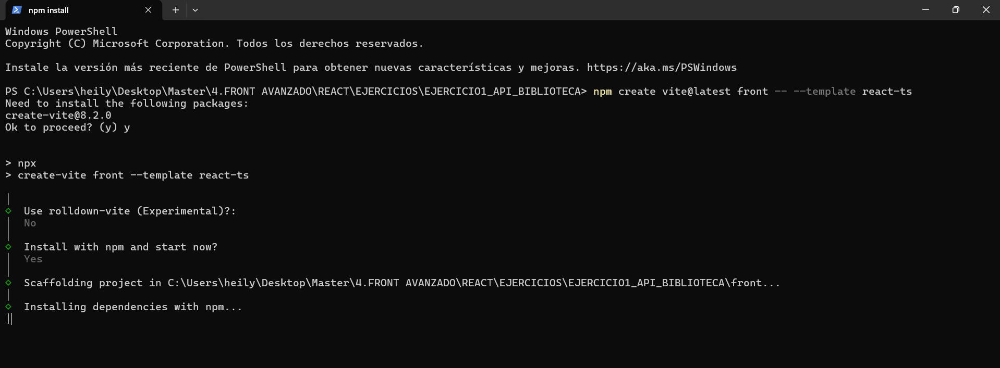 npm install
Windows PowerShell
Copyright (C) Microsoft Corporation. Todos los derechos reservados.
Instale la versión más reciente de PowerShell para obtener nuevas características y mejoras. https://aka.ms/PSWindows
PS C:\Users\heily\Desktop\Master\4.FRONT AVANZADO\REACT\EJERCICIOS\EJERCICIO1_API_BIBLIOTECA> npm create vite@latest front -- --template react-ts
Need to install the following packages:
create-vite@8.2.0
Ok to proceed? (y) y
> npx
> create-vite front --template react-ts
Use rolldown-vite (Experimental)?:
No
Install with npm and start now?
Yes
Scaffolding project in C:\Users\heily\Desktop\Master\4.FRONT AVANZADO\REACT\EJERCICIOS\EJERCICIO1_API_BIBLIOTECA\front...
Installing dependencies with npm...